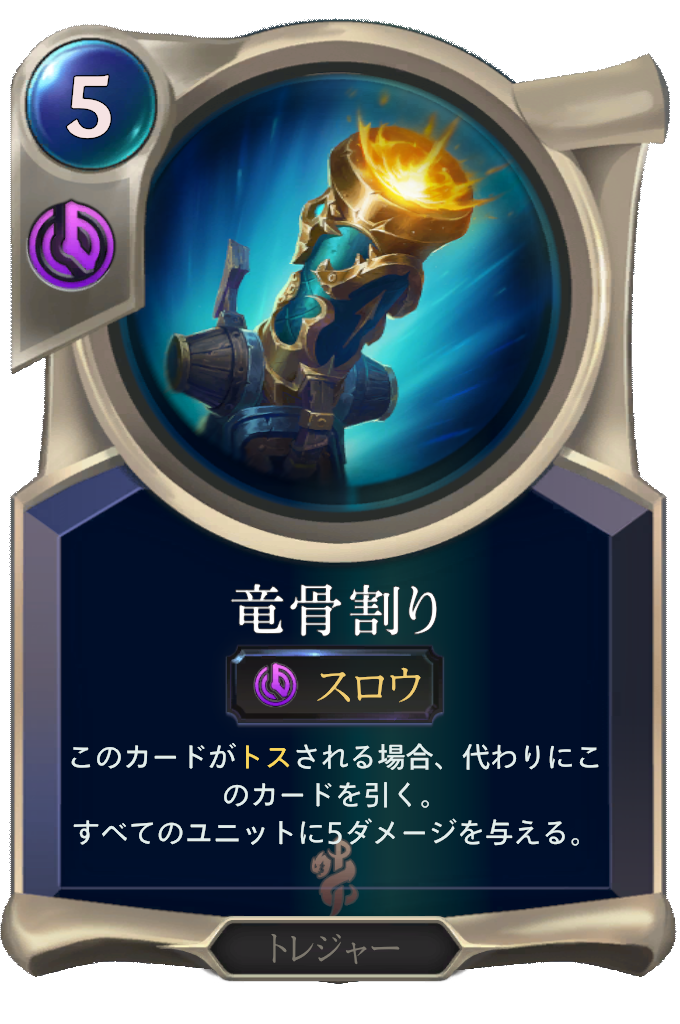 5
竜骨割り
スロウ
このカードがトスされる場合、代わりにこ
のカードを引く。
すべてのユニットに5ダメージを与える。
トレジャー